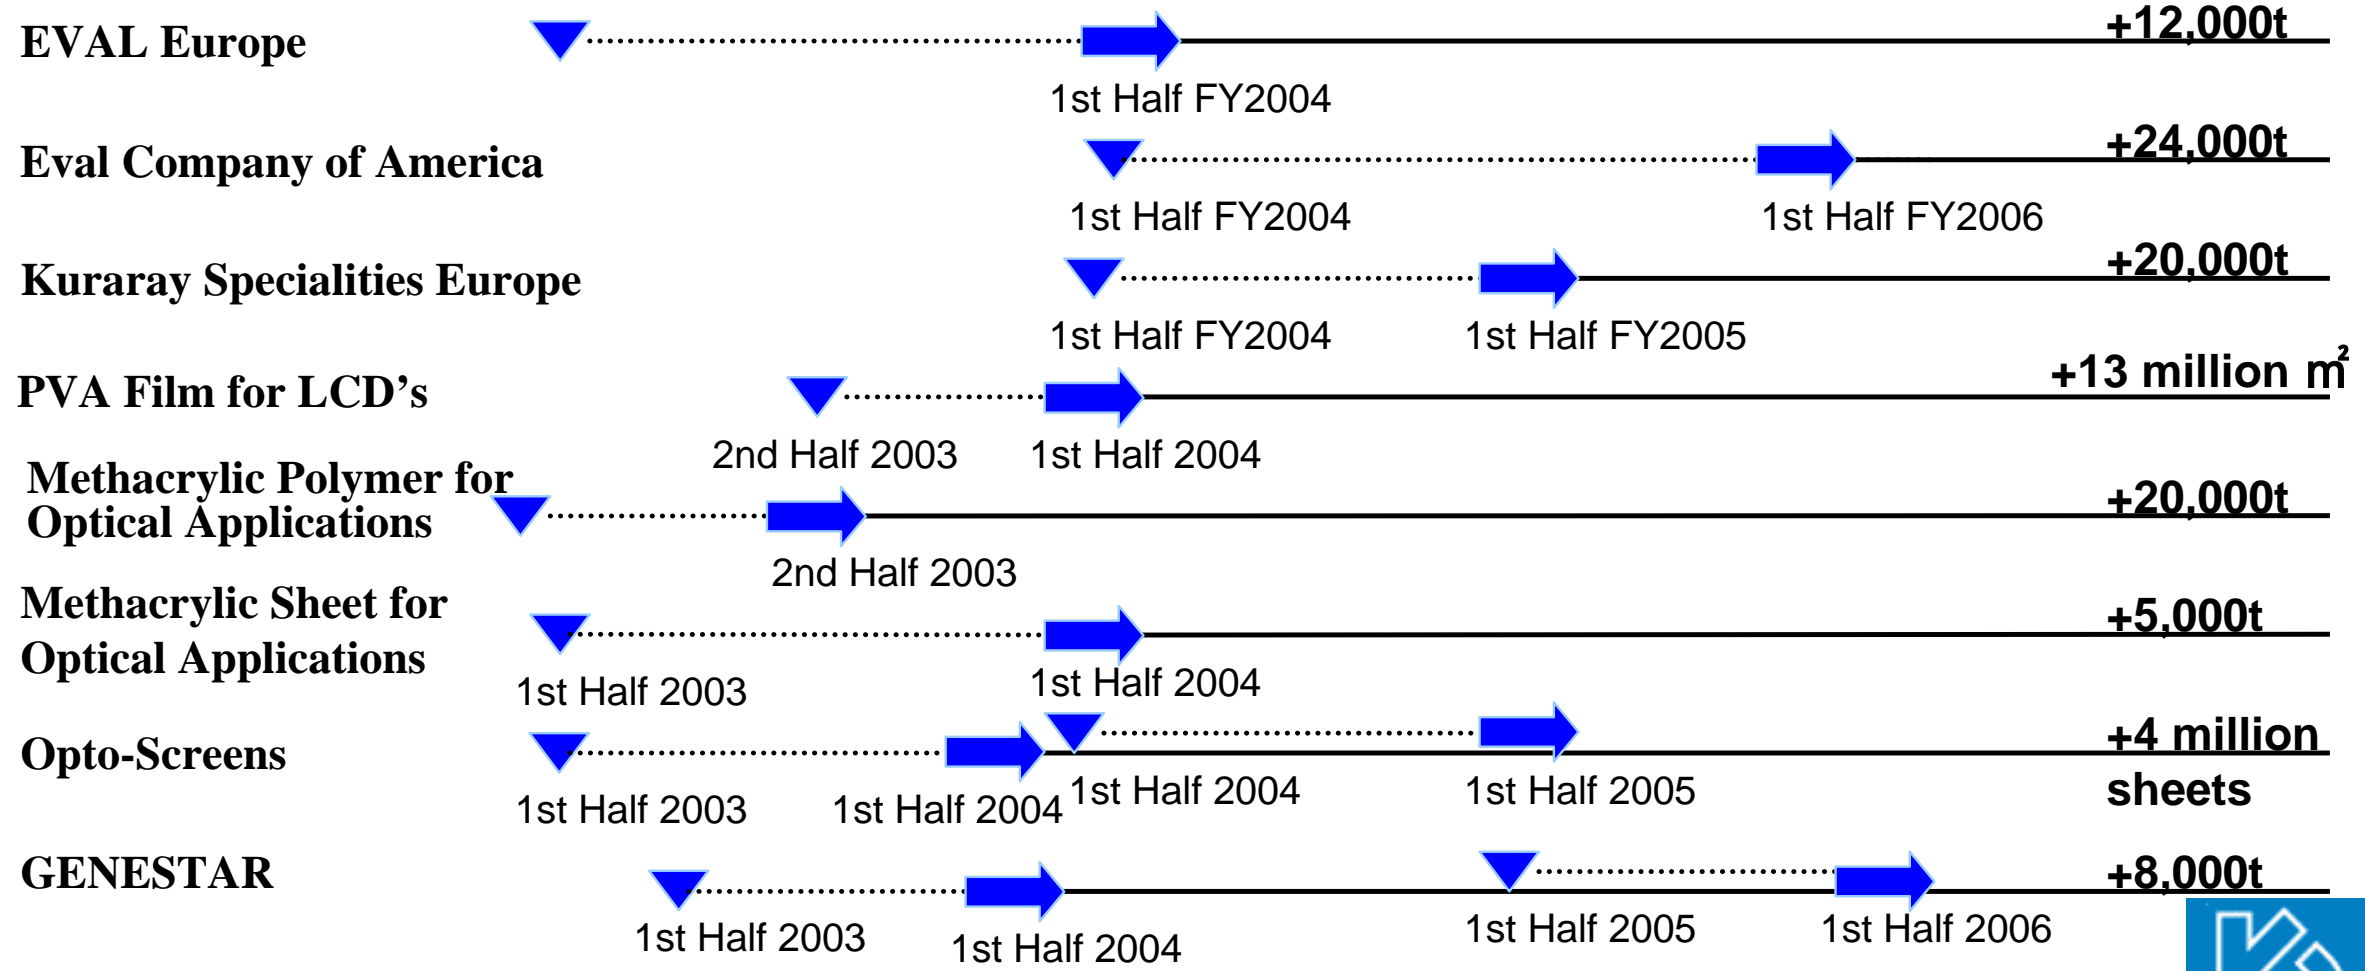 EVAL Europe
+12,000t
1st Half FY2004
Eval Company of America
+24,000t
1st Half FY2004
1st Half FY2006
Kuraray Specialities Europe
+20,000t
1st Half FY2004
1st Half FY2005
PVA Film for LCD’s
+13 million ㎡
2nd Half 2003
1st Half 2004
Methacrylic Polymer for
Optical Applications
+20,000t
2nd Half 2003
Methacrylic Sheet for
Optical Applications
+5,000t
1st Half 2003
1st Half 2004
Opto-Screens
+4 million
sheets
1st Half 2003
1st Half 2004
1st Half 2004
1st Half 2005
GENESTAR
+8,000t
1st Half 2003
1st Half 2004
1st Half 2005
1st Half 2006